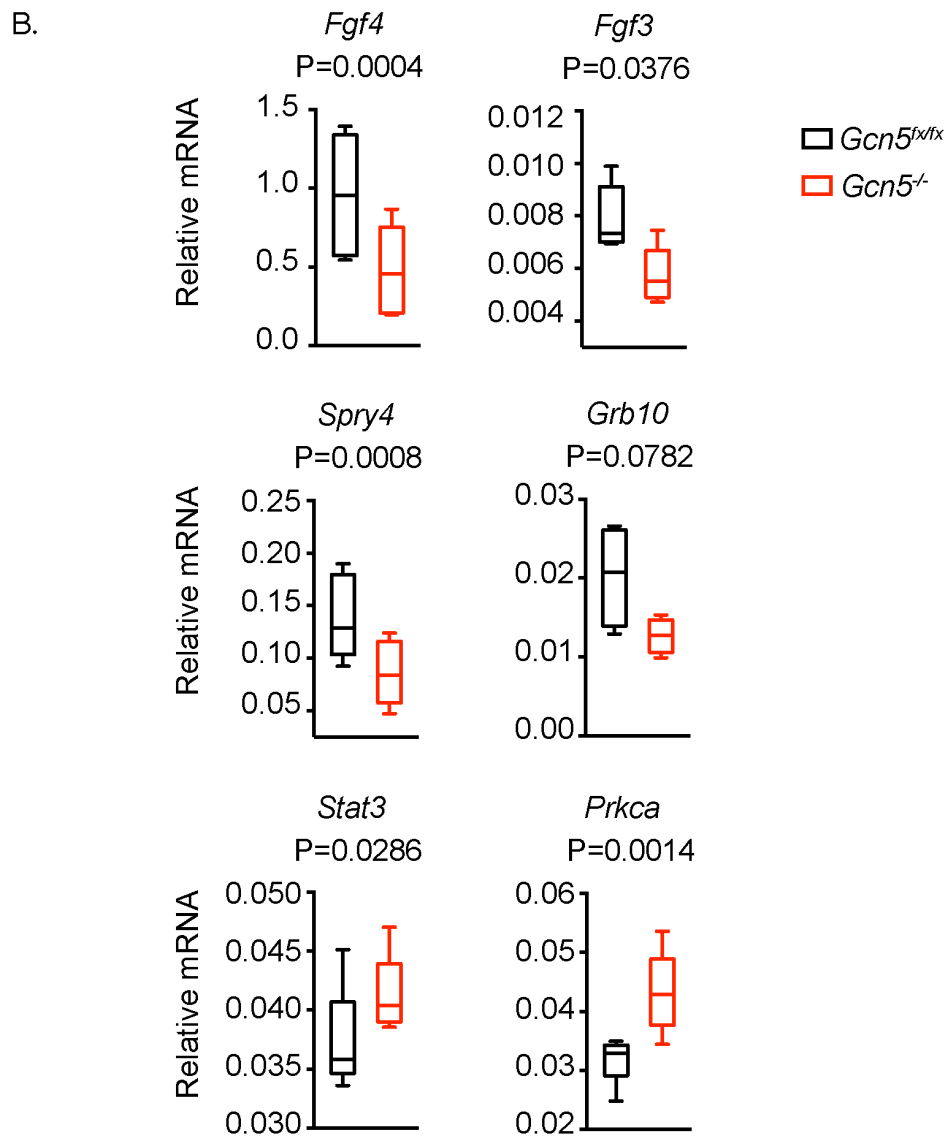 B.
Fgf4
P=0.0004
Relative mRNA
1.5
1.0
0.5
0.0
Fgf3
P=0.0376
0.012
0.010
0.008
0.006
0.004
Gcn5fx/fx
Gcn5-/-
Spry4
P=0.0008
Relative mRNA
0.25
0.20
0.15
0.10
0.05
Grb10
P=0.0782
0.03
0.02
0.01
0.00
Stat3
P=0.0286
Relative mRNA
0.050
0.045
0.040
0.035
0.030
Prkca
P=0.0014
0.06
0.05
0.04
0.03
0.02